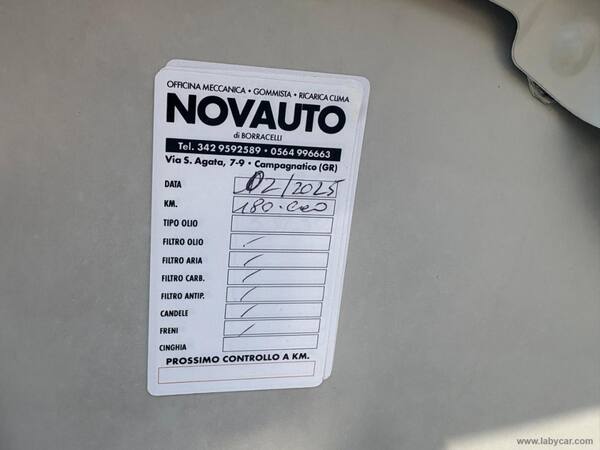 OFFICINA MECCANICA • GOMMISTA • RICARICA CLIMA
NOVAUTO
di BORRACELLI
Tel. 342 9592589 • 0564 996663
Via S. Agata, 7-9 • Campagnatico (GR)
DATA 02/2025
KM. 180.000
TIPO OLIO
FILTRO OLIO /
FILTRO ARIA /
FILTRO CARB. /
FILTRO ANTIP. /
CANDELE /
FRENI /
CINGHIA
PROSSIMO CONTROLLO A KM.
www.labycar.com